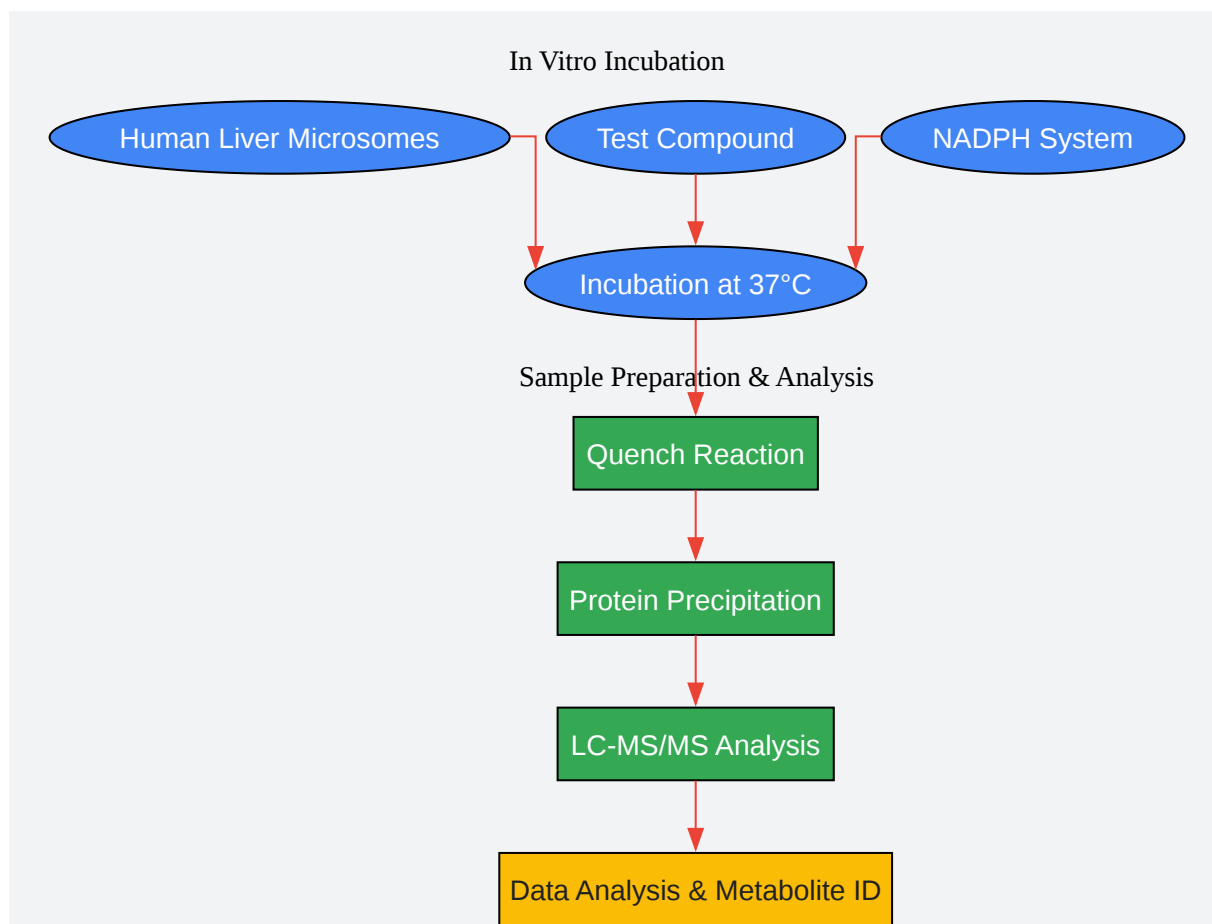 In Vitro Incubation
Human Liver Microsomes
Test Compound
NADPH System
Incubation at 37°C
Sample Preparation & Analysis
Quench Reaction
Protein Precipitation
LC-MS/MS Analysis
Data Analysis & Metabolite ID